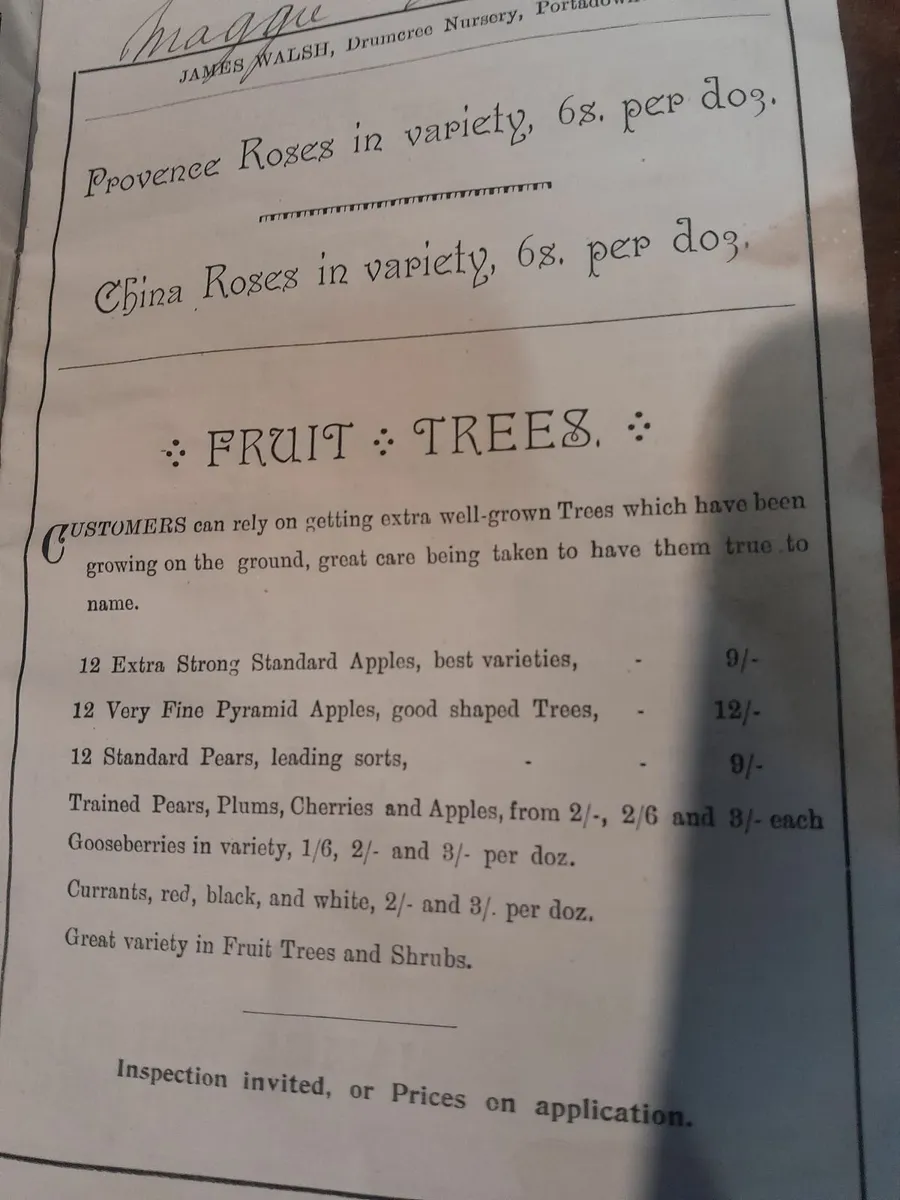 Maggie
JAMES WALSH, Drumcree Nursery, Portadown
Provence Roses in variety, 6s. per doz.
China Roses in variety, 6s. per doz.
FRUIT TREES.
CUSTOMERS can rely on getting extra well-grown Trees which have been
growing on the ground, great care being taken to have them true to
name.
12 Extra Strong Standard Apples, best varieties, - 9/-
12 Very Fine Pyramid Apples, good shaped Trees, - 12/-
12 Standard Pears, leading sorts, - - 9/-
Trained Pears, Plums, Cherries and Apples, from 2/-, 2/6 and 3/- each
Gooseberries in variety, 1/6, 2/- and 3/- per doz.
Currants, red, black, and white, 2/- and 3/. per doz.
Great variety in Fruit Trees and Shrubs.
Inspection invited, or Prices on application.